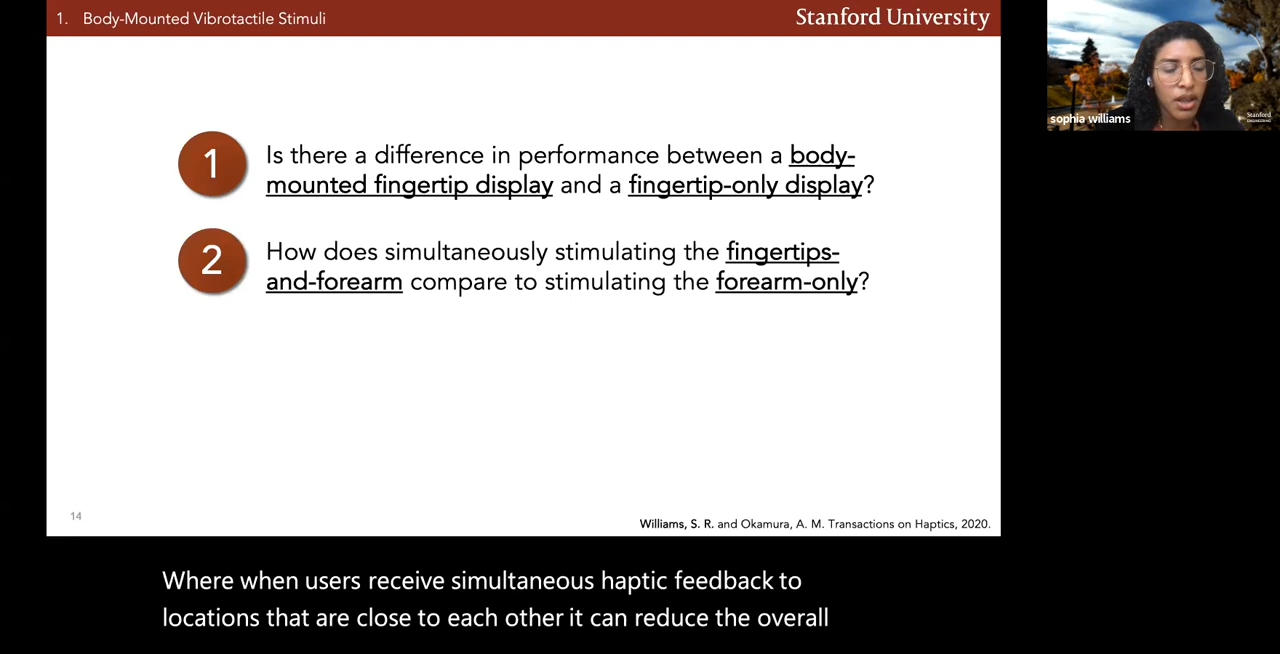 1. Body-Mounted Vibrotactile Stimuli
Stanford University
1
Is there a difference in performance between a body-
mounted fingertip display and a fingertip-only display?
2
How does simultaneously stimulating the fingertips-
and-forearm compare to stimulating the forearm-only?
14
Williams, S. R. and Okamura, A. M. Transactions on Haptics, 2020.
sophia williams
Stanford
ENGINEERING
Where when users receive simultaneous haptic feedback to
locations that are close to each other it can reduce the overall